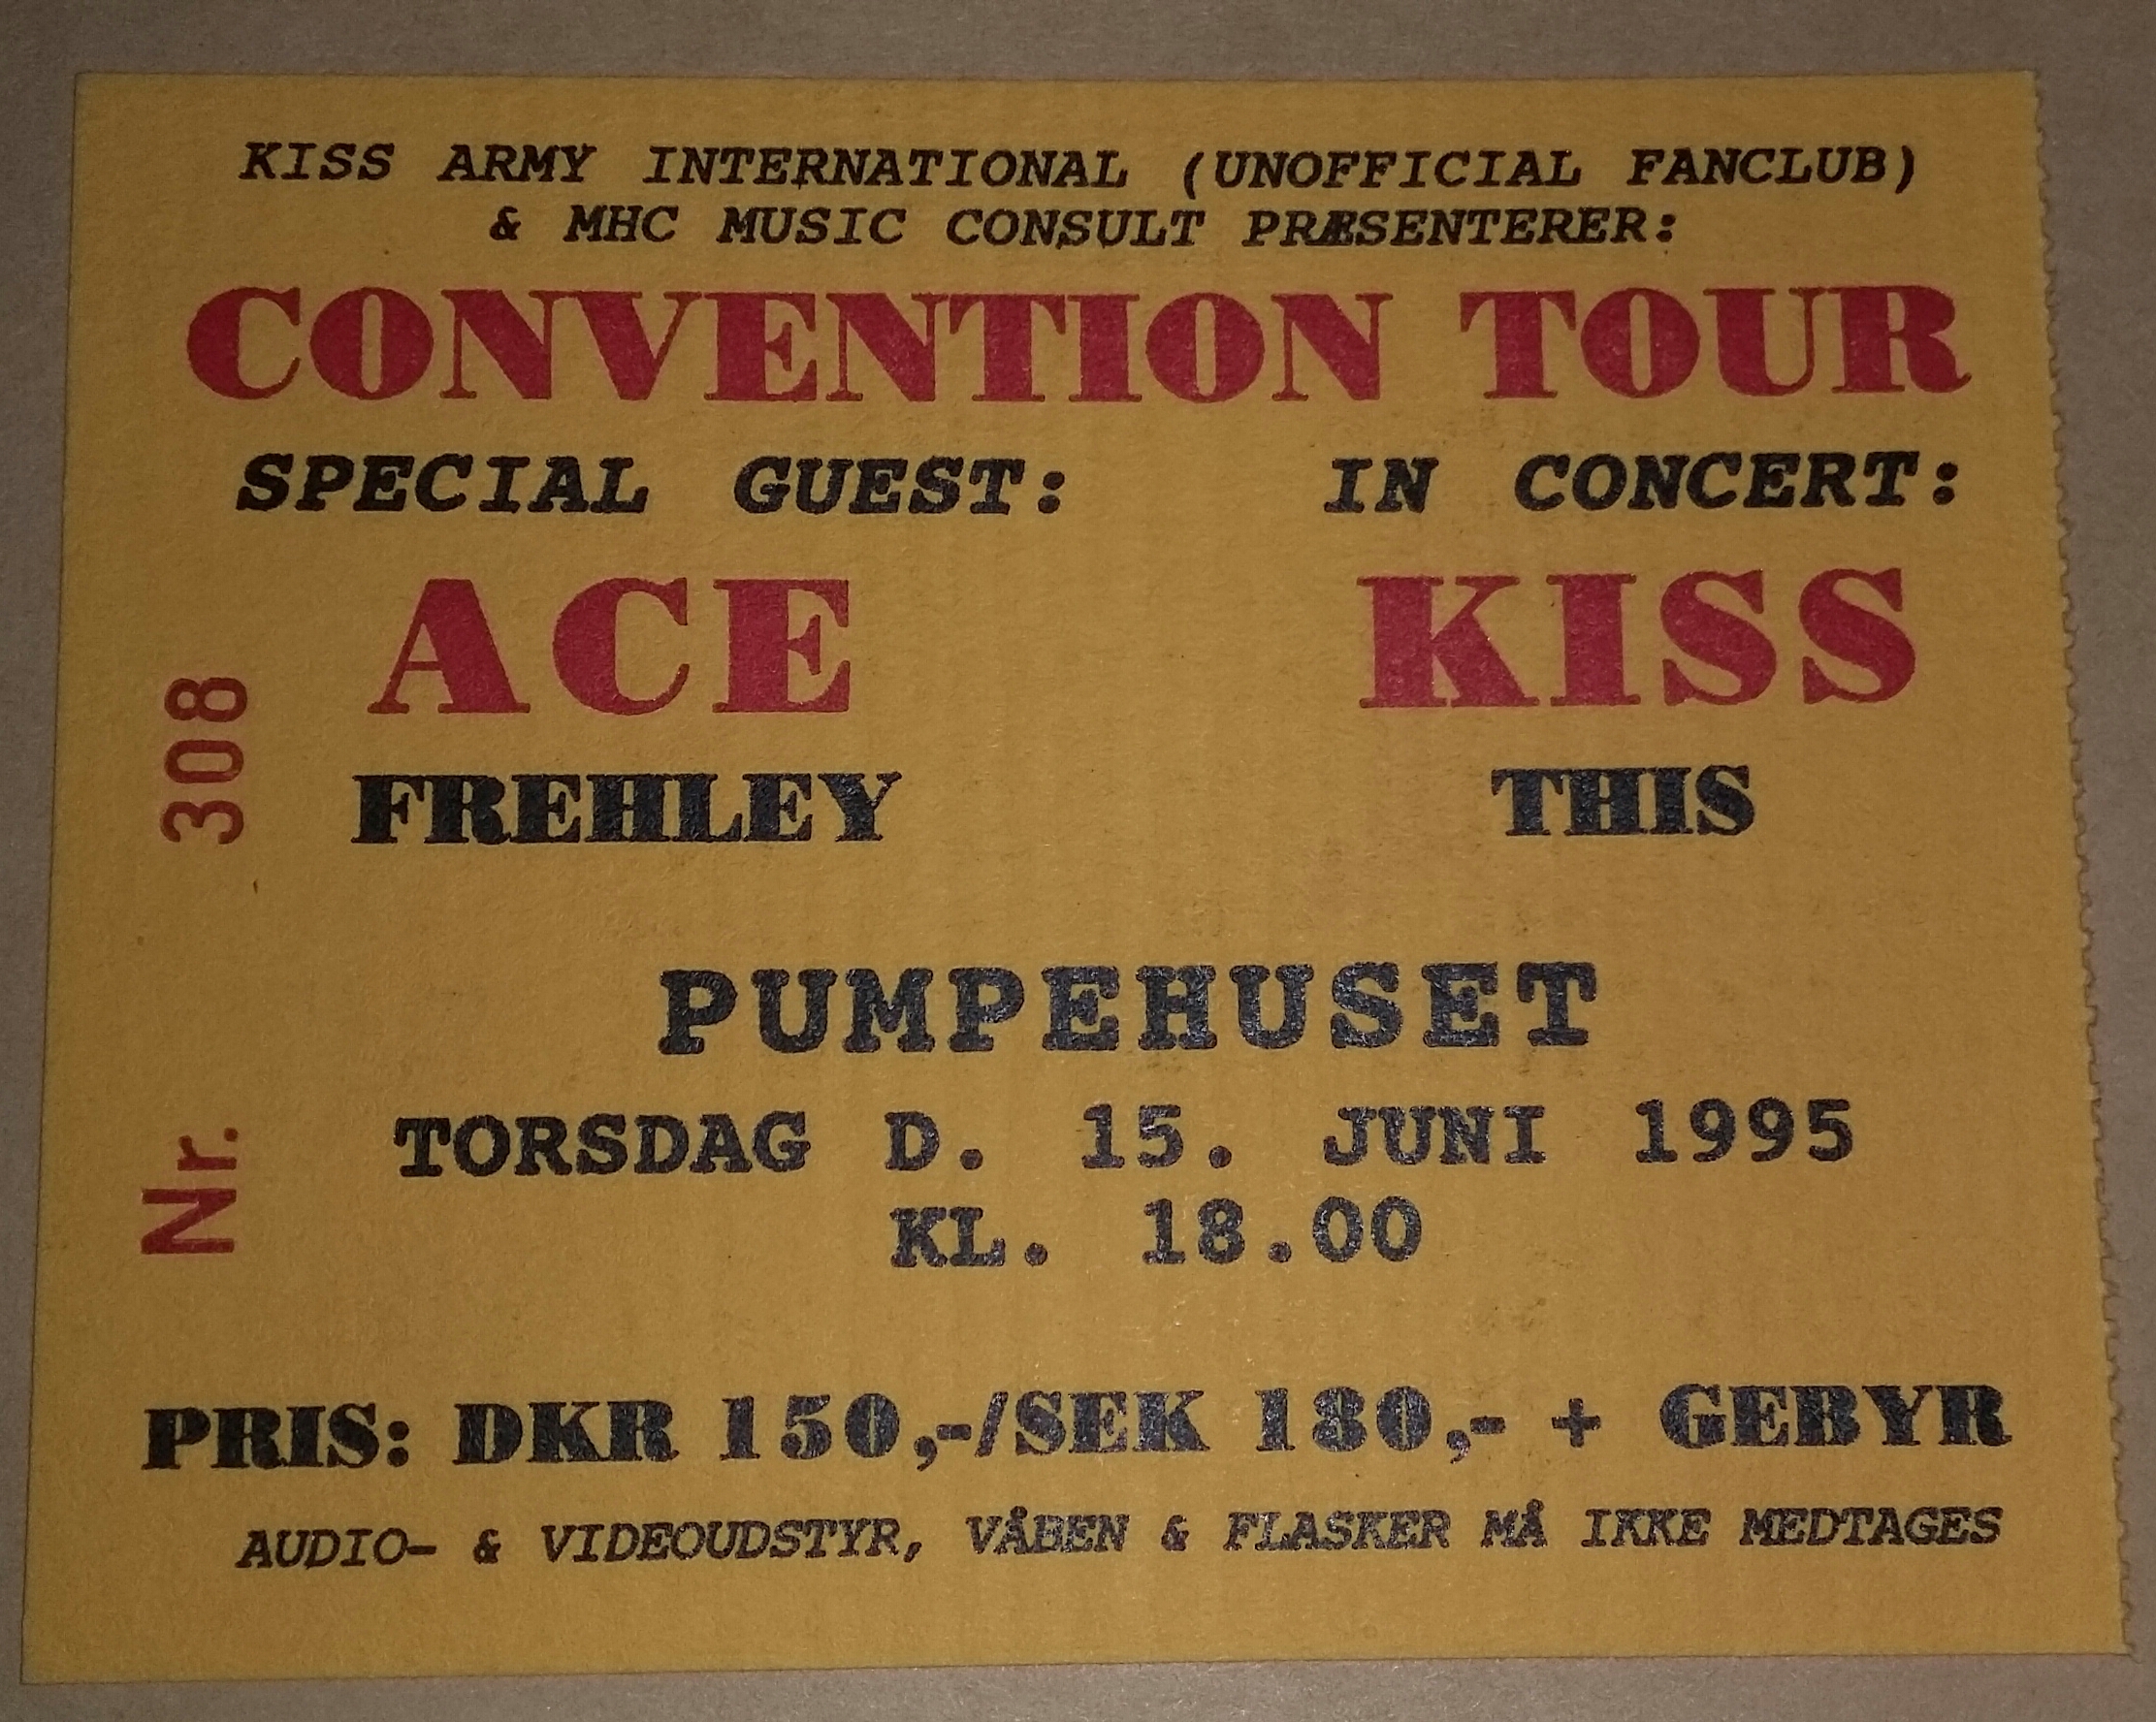 KISS ARMY INTERNATIONAL (UNOFFICIAL FANCLUB)
& MHC MUSIC CONSULT PRÆSENTERER:
CONVENTION TOUR
SPECIAL GUEST: IN CONCERT:
ACE KISS
FREHLEY THIS
PUMPEHUSET
TORSDAG D. 15. JUNI 1995
KL. 18.00
PRIS: DKR 150,-/SEK 180,- + GEBYR
AUDIO- & VIDEOUDSTYR, VÅBEN & FLASKER MÅ IKKE MEDTAGES
Nr. 308